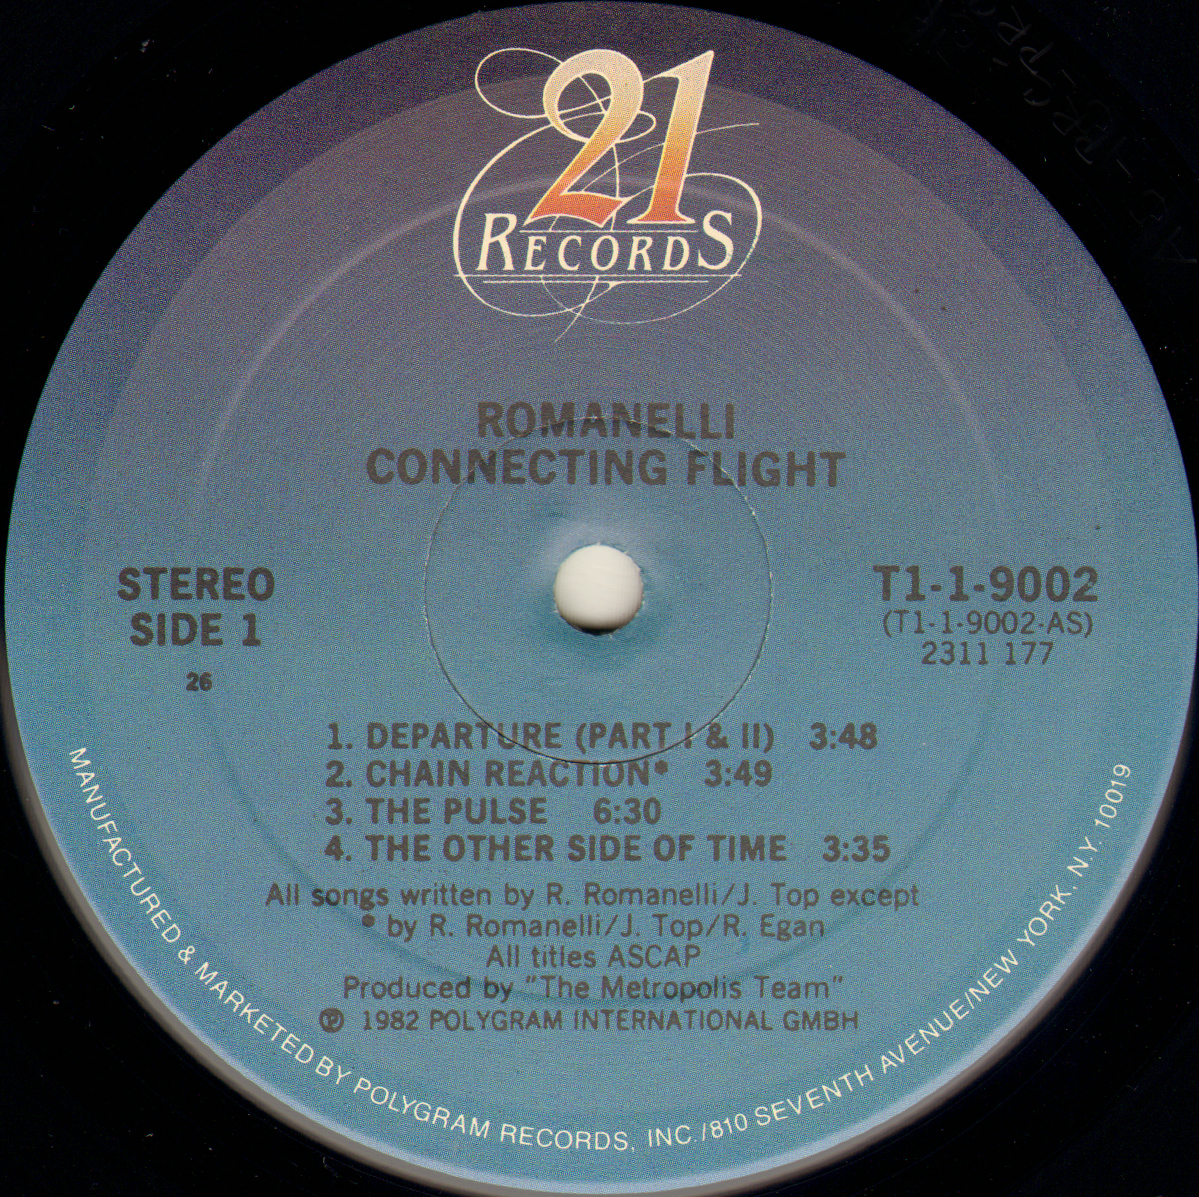 21
RECORDS
ROMANELLI
CONNECTING FLIGHT
STEREO
SIDE 1
26
T1-1-9002
(T1-1-9002-AS)
2311 177
1. DEPARTURE (PART I & II) 3:48
2. CHAIN REACTION* 3:49
3. THE PULSE 6:30
4. THE OTHER SIDE OF TIME 3:35
All songs written by R. Romanelli/J. Top except
* by R. Romanelli/J. Top/R. Egan
All titles ASCAP
Produced by "The Metropolis Team"
℗ 1982 POLYGRAM INTERNATIONAL GMBH
MANUFACTURED & MARKETED BY POLYGRAM RECORDS, INC./810 SEVENTH AVENUE/NEW YORK, N.Y. 10019